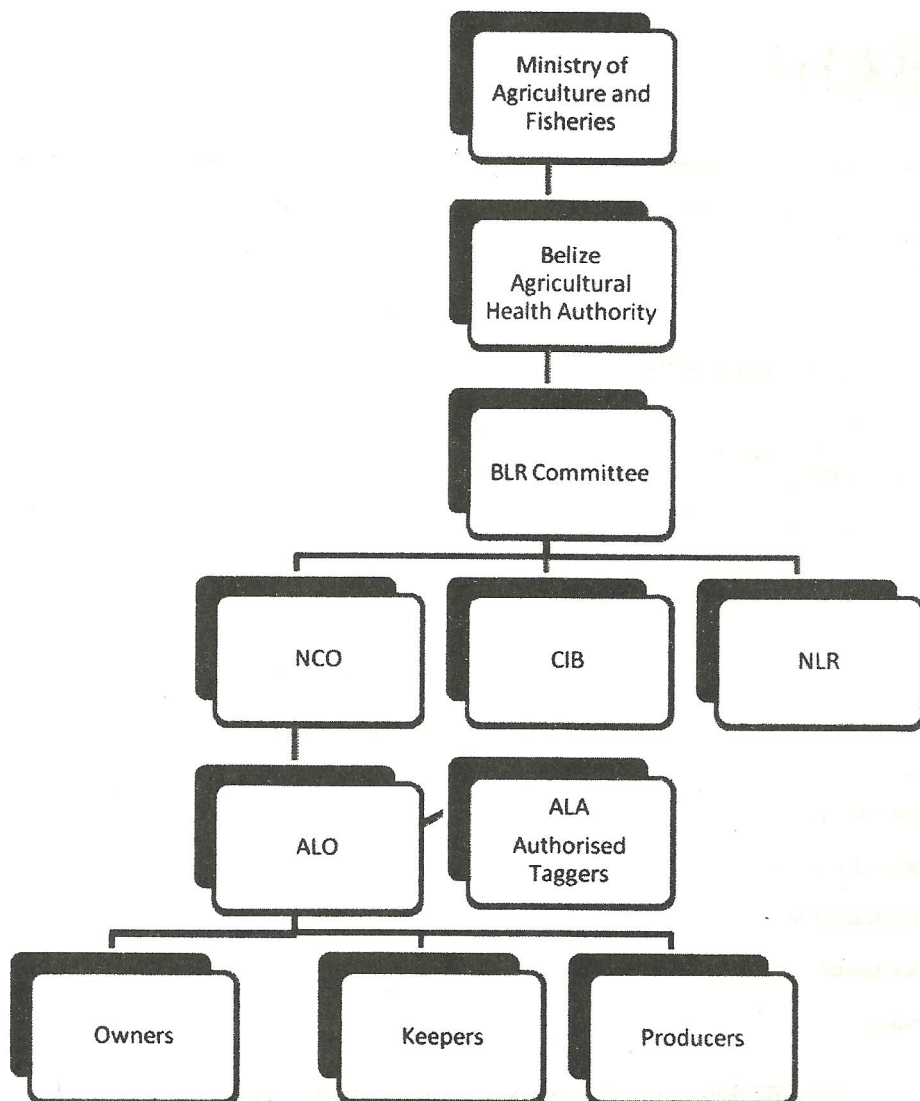 Ministry of
Agriculture and
Fisheries
Belize
Agricultural
Health Authority
BLR Committee
NCO
CIB
NLR
ALO
ALA
Authorised
Taggers
Owners
Keepers
Producers